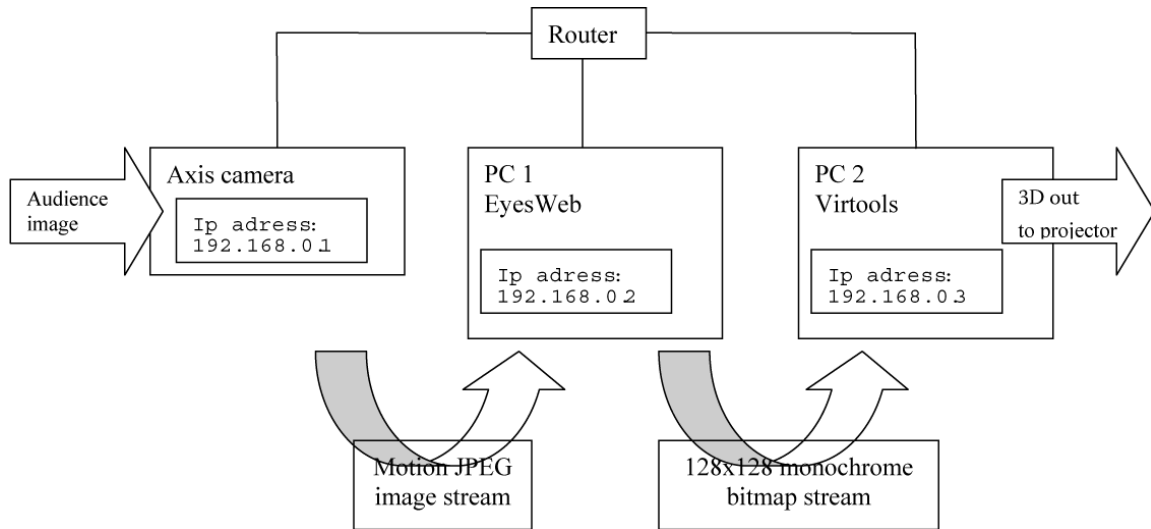 Router
Axis camera
Ip adress:
192.168.0.1
Audience
image
PC 1
EyesWeb
Ip adress:
192.168.0.2
PC 2
Virtools
Ip adress:
192.168.0.3
3D out
to projector
Motion JPEG
image stream
128x128 monochrome
bitmap stream